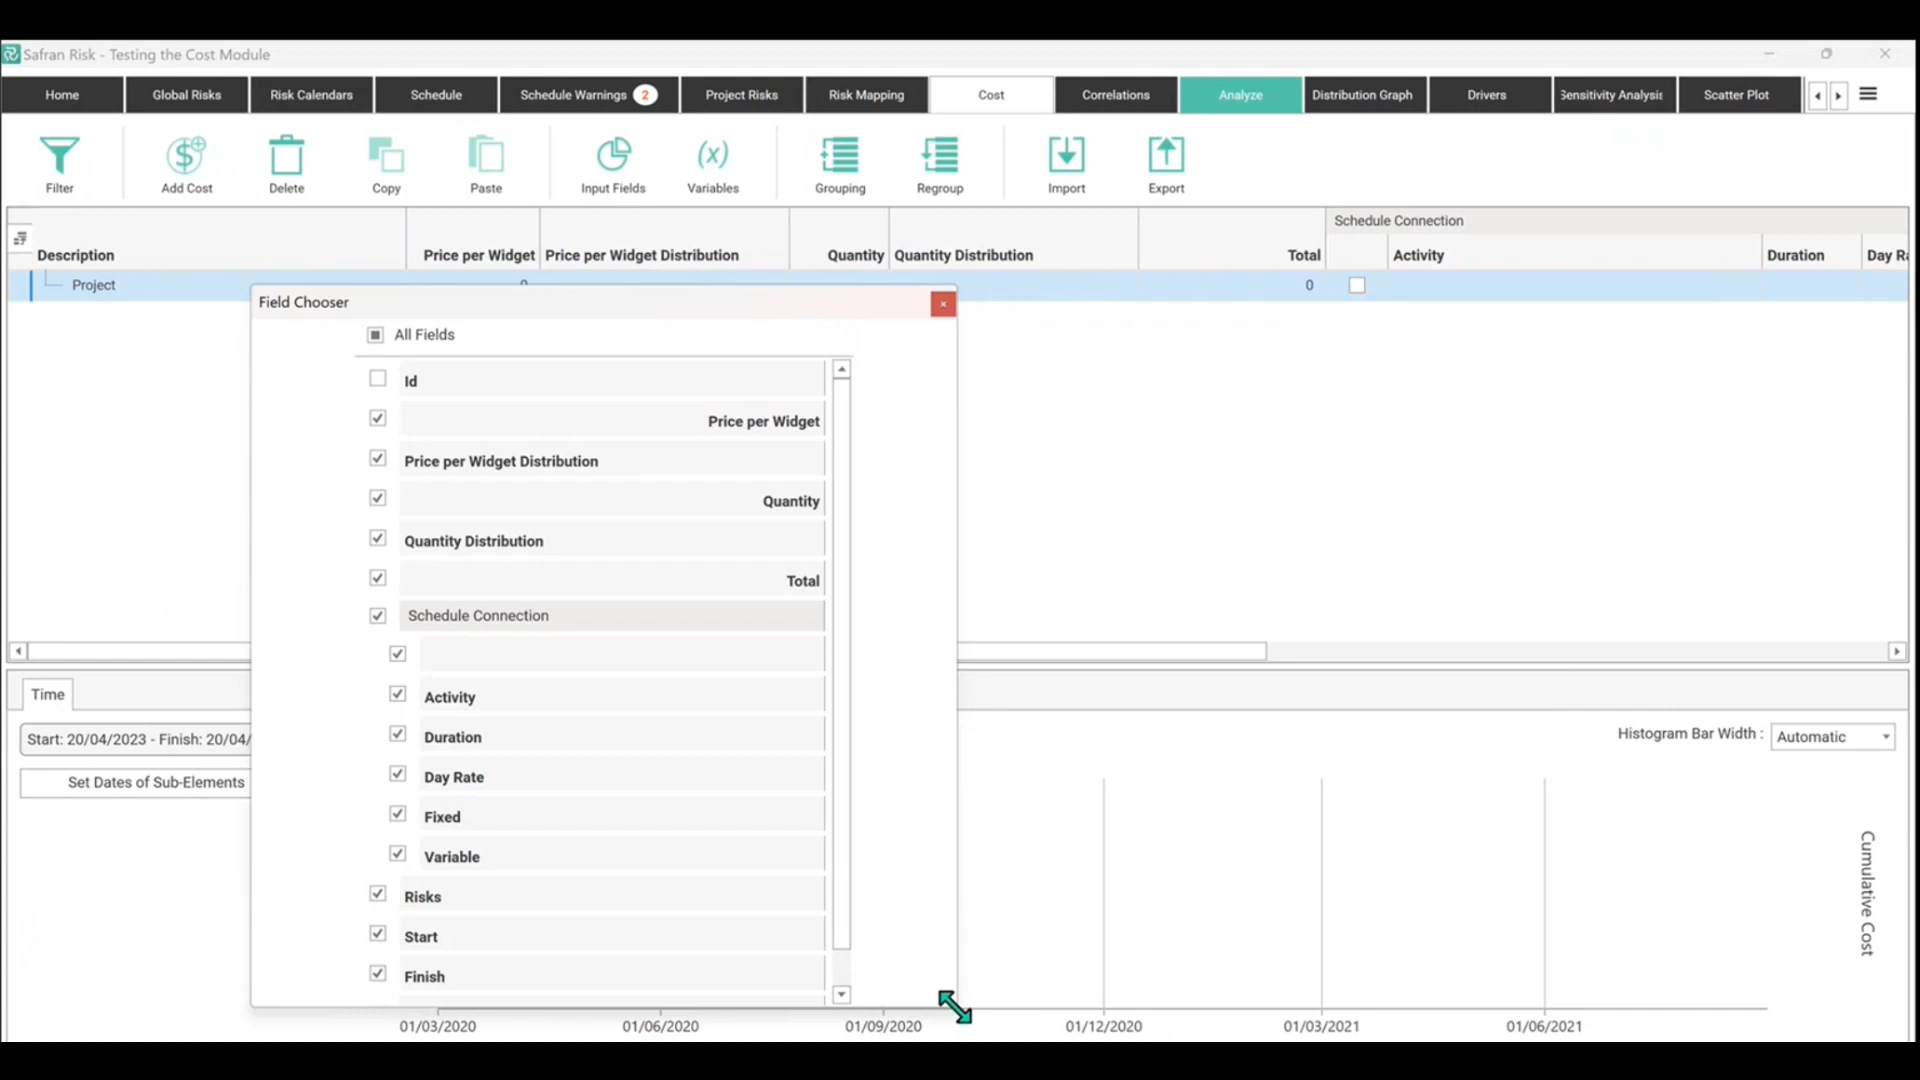 Safran Risk - Testing the Cost Module
Home Global Risks Risk Calendars Schedule Schedule Warnings 2 Project Risks Risk Mapping Cost Correlations Analyze Distribution Graph Drivers Sensitivity Analysis Scatter Plot
Filter Add Cost Delete Copy Paste Input Fields (x) Variables Grouping Regroup Import Export
Schedule Connection
Description Price per Widget Price per Widget Distribution Quantity Quantity Distribution Total Activity Duration Day Ra
Project 0 0
Field Chooser
All Fields
Id
Price per Widget
Price per Widget Distribution
Quantity
Quantity Distribution
Total
Schedule Connection
Activity
Duration
Day Rate
Fixed
Variable
Risks
Start
Finish
Time
Start: 20/04/2023 - Finish: 20/04/
Set Dates of Sub-Elements
Histogram Bar Width : Automatic
Cumulative Cost
01/03/2020 01/06/2020 01/09/2020 01/12/2020 01/03/2021 01/06/2021